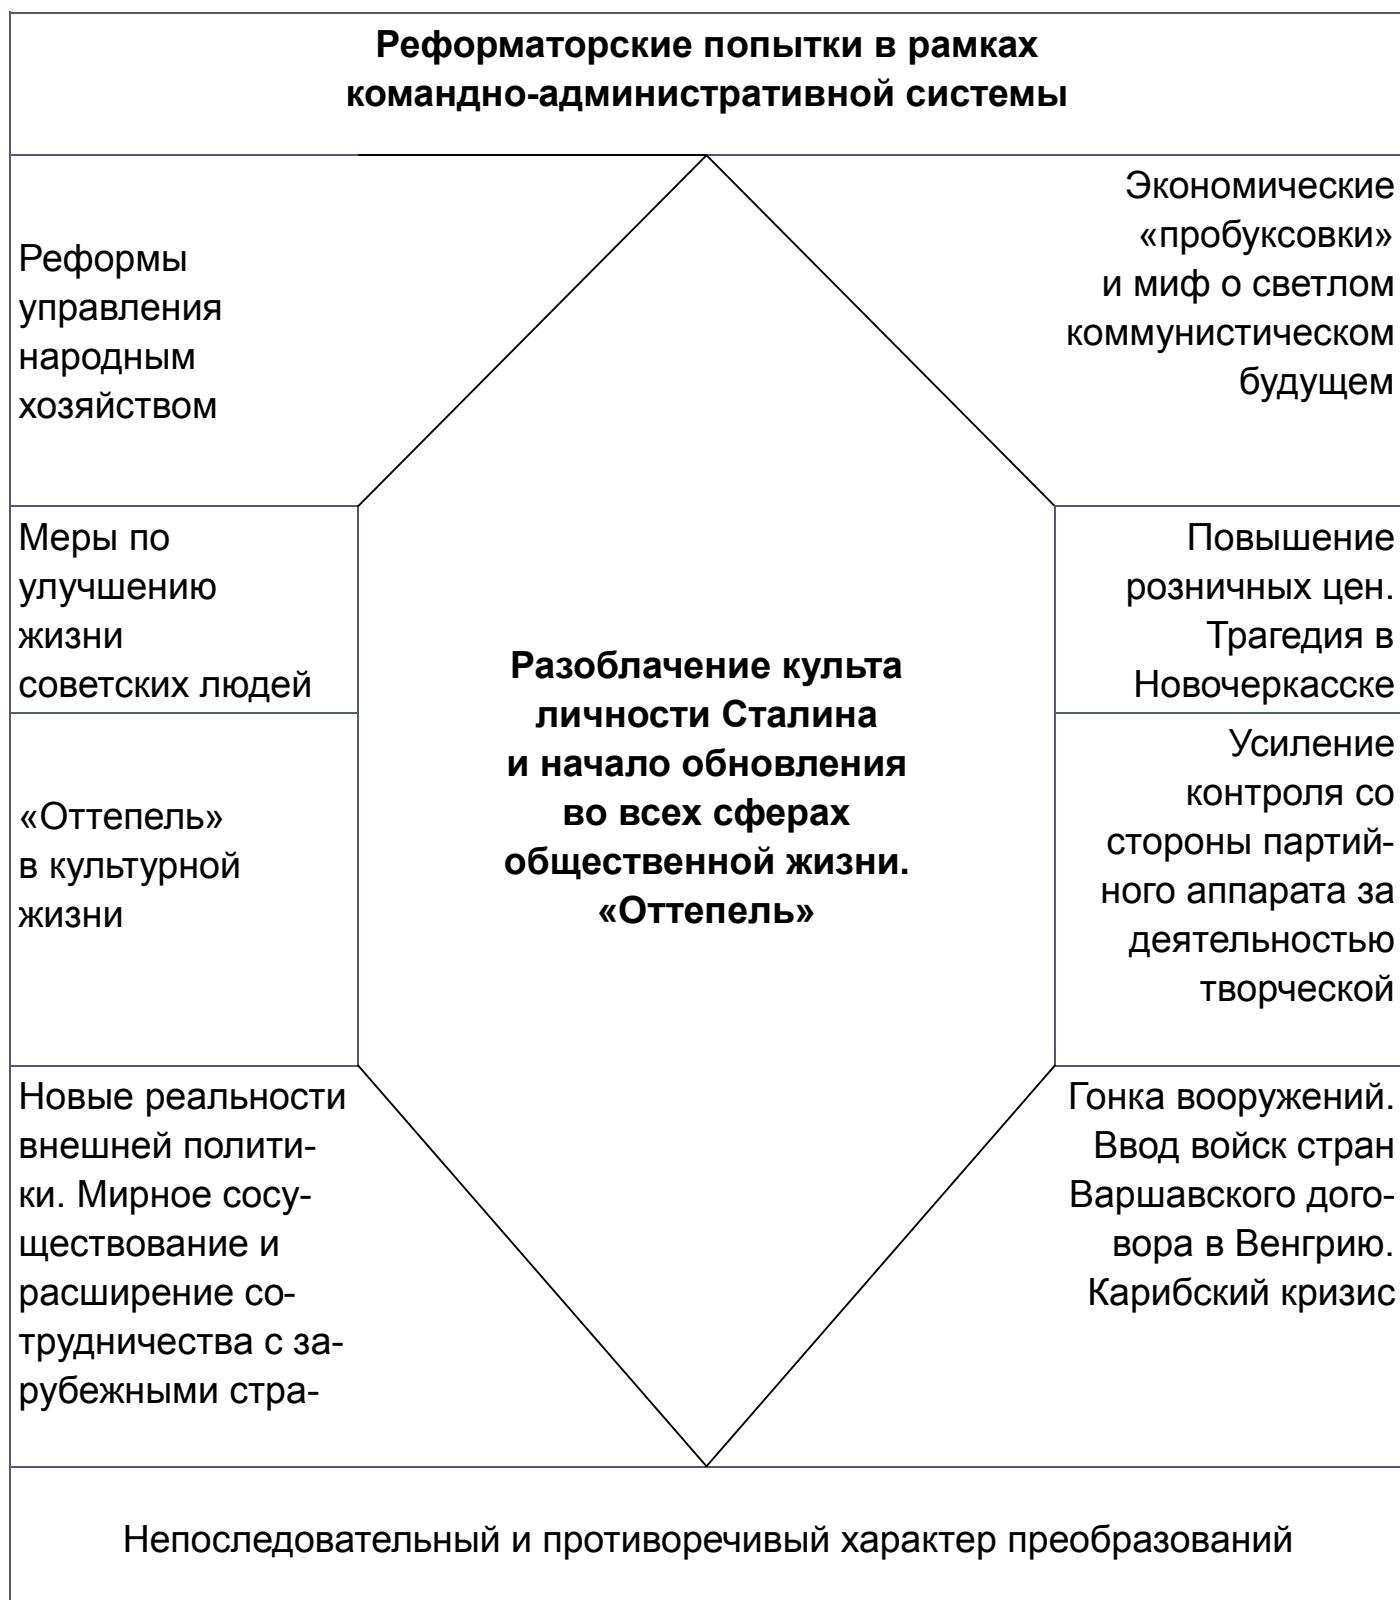 Реформаторские попытки в рамках
командно-административной системы
Реформы
управления
народным
хозяйством
Экономические
«пробуксовки»
и миф о светлом
коммунистическом
будущем
Меры по
улучшению
жизни
советских людей
Разоблачение культа
личности Сталина
и начало обновления
во всех сферах
общественной жизни.
«Оттепель»
Повышение
розничных цен.
Трагедия в
Новочеркасске
«Оттепель»
в культурной
жизни
Усиление
контроля со
стороны партий-
ного аппарата за
деятельностью
творческой
Новые реальности
внешней полити-
ки. Мирное сосу-
ществование и
расширение со-
трудничества с за-
рубежными стра-
Гонка вооружений.
Ввод войск стран
Варшавского дого-
вора в Венгрию.
Карибский кризис
Непоследовательный и противоречивый характер преобразований